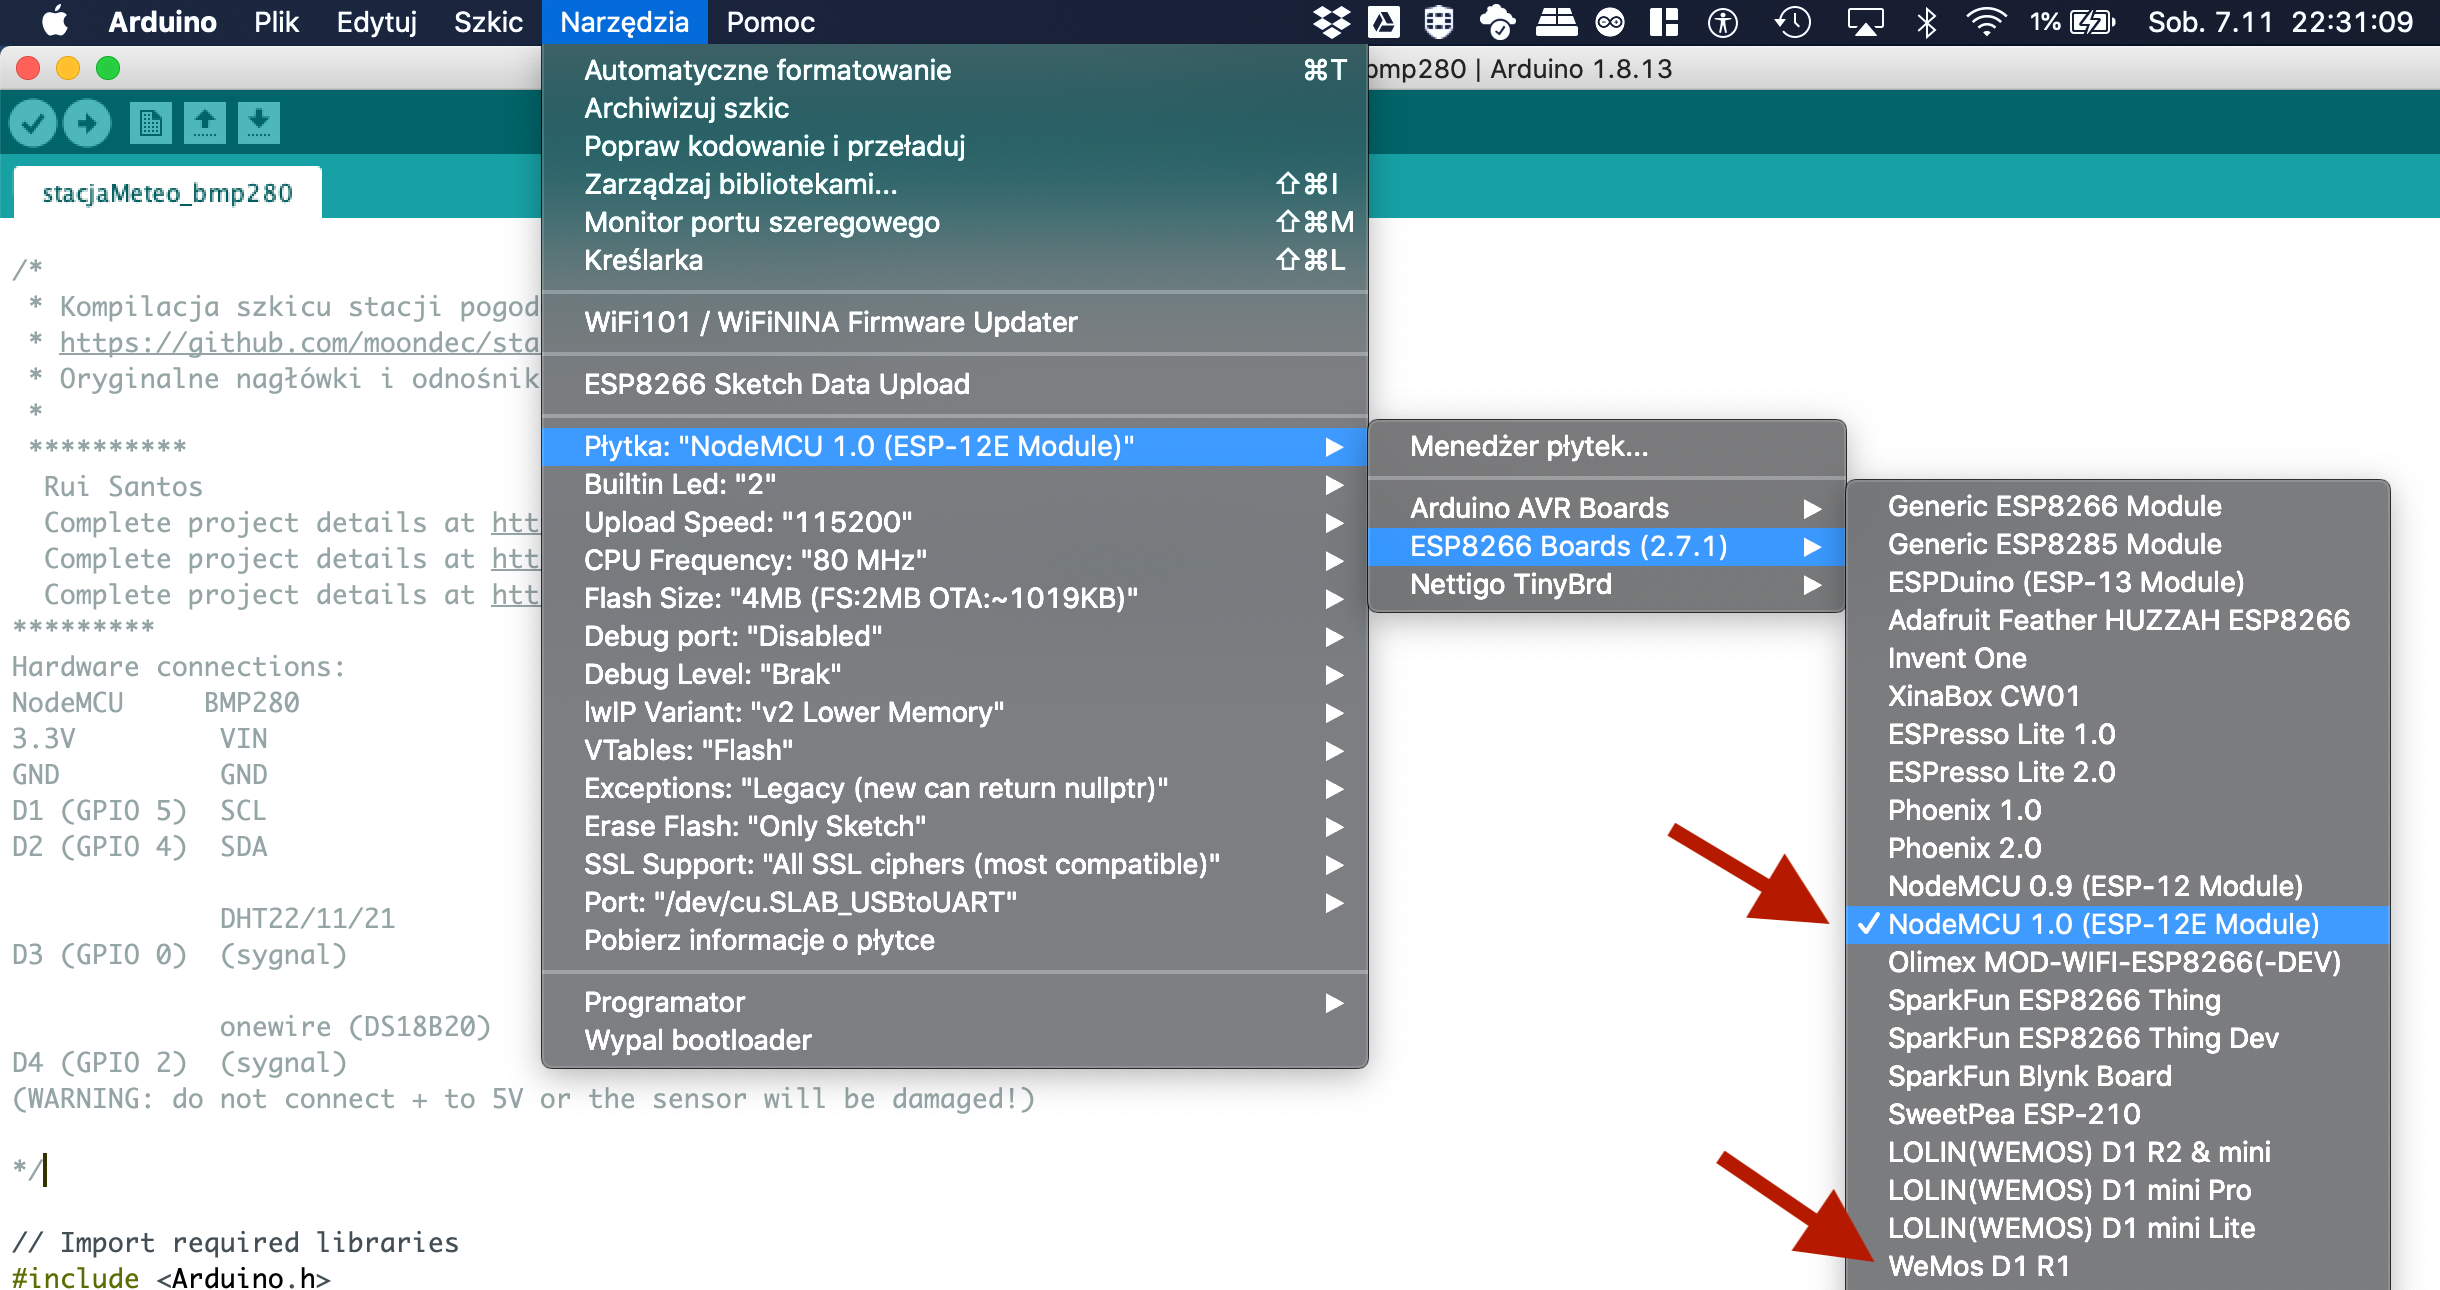 Arduino Plik Edytuj Szkic Narzędzia Pomoc 1% Sob. 7.11 22:31:09
bmp280 | Arduino 1.8.13
stacjaMeteo_bmp280
Automatyczne formatowanie ⌘T
Archiwizuj szkic
Popraw kodowanie i przeładuj
Zarządzaj bibliotekami... ⇧⌘I
Monitor portu szeregowego ⇧⌘M
Kreślarka ⇧⌘L
WiFi101 / WiFiNINA Firmware Updater
ESP8266 Sketch Data Upload
Płytka: "NodeMCU 1.0 (ESP-12E Module)" ▶
Builtin Led: "2" ▶
Upload Speed: "115200" ▶
CPU Frequency: "80 MHz" ▶
Flash Size: "4MB (FS:2MB OTA:~1019KB)" ▶
Debug port: "Disabled" ▶
Debug Level: "Brak" ▶
lwIP Variant: "v2 Lower Memory" ▶
VTables: "Flash" ▶
Exceptions: "Legacy (new can return nullptr)" ▶
Erase Flash: "Only Sketch" ▶
SSL Support: "All SSL ciphers (most compatible)" ▶
Port: "/dev/cu.SLAB_USBtoUART" ▶
Pobierz informacje o płytce
Programator ▶
Wypal bootloader
Menedżer płytek...
Arduino AVR Boards ▶
ESP8266 Boards (2.7.1) ▶
Nettigo TinyBrd ▶
Generic ESP8266 Module
Generic ESP8285 Module
ESPDuino (ESP-13 Module)
Adafruit Feather HUZZAH ESP8266
Invent One
XinaBox CW01
ESPresso Lite 1.0
ESPresso Lite 2.0
Phoenix 1.0
Phoenix 2.0
NodeMCU 0.9 (ESP-12 Module)
✓ NodeMCU 1.0 (ESP-12E Module)
Olimex MOD-WIFI-ESP8266(-DEV)
SparkFun ESP8266 Thing
SparkFun ESP8266 Thing Dev
SparkFun Blynk Board
SweetPea ESP-210
LOLIN(WEMOS) D1 R2 & mini
LOLIN(WEMOS) D1 mini Pro
LOLIN(WEMOS) D1 mini Lite
WeMos D1 R1
/*
* Kompilacja szkicu stacji pogod
* https://github.com/moondec/sta
* Oryginalne nagłówki i odnośnik
*
**********
Rui Santos
Complete project details at htt
Complete project details at htt
Complete project details at htt
*********
Hardware connections:
NodeMCU BMP280
3.3V VIN
GND GND
D1 (GPIO 5) SCL
D2 (GPIO 4) SDA
DHT22/11/21
D3 (GPIO 0) (sygnal)
onewire (DS18B20)
D4 (GPIO 2) (sygnal)
(WARNING: do not connect + to 5V or the sensor will be damaged!)
*/
// Import required libraries
#include <Arduino.h>